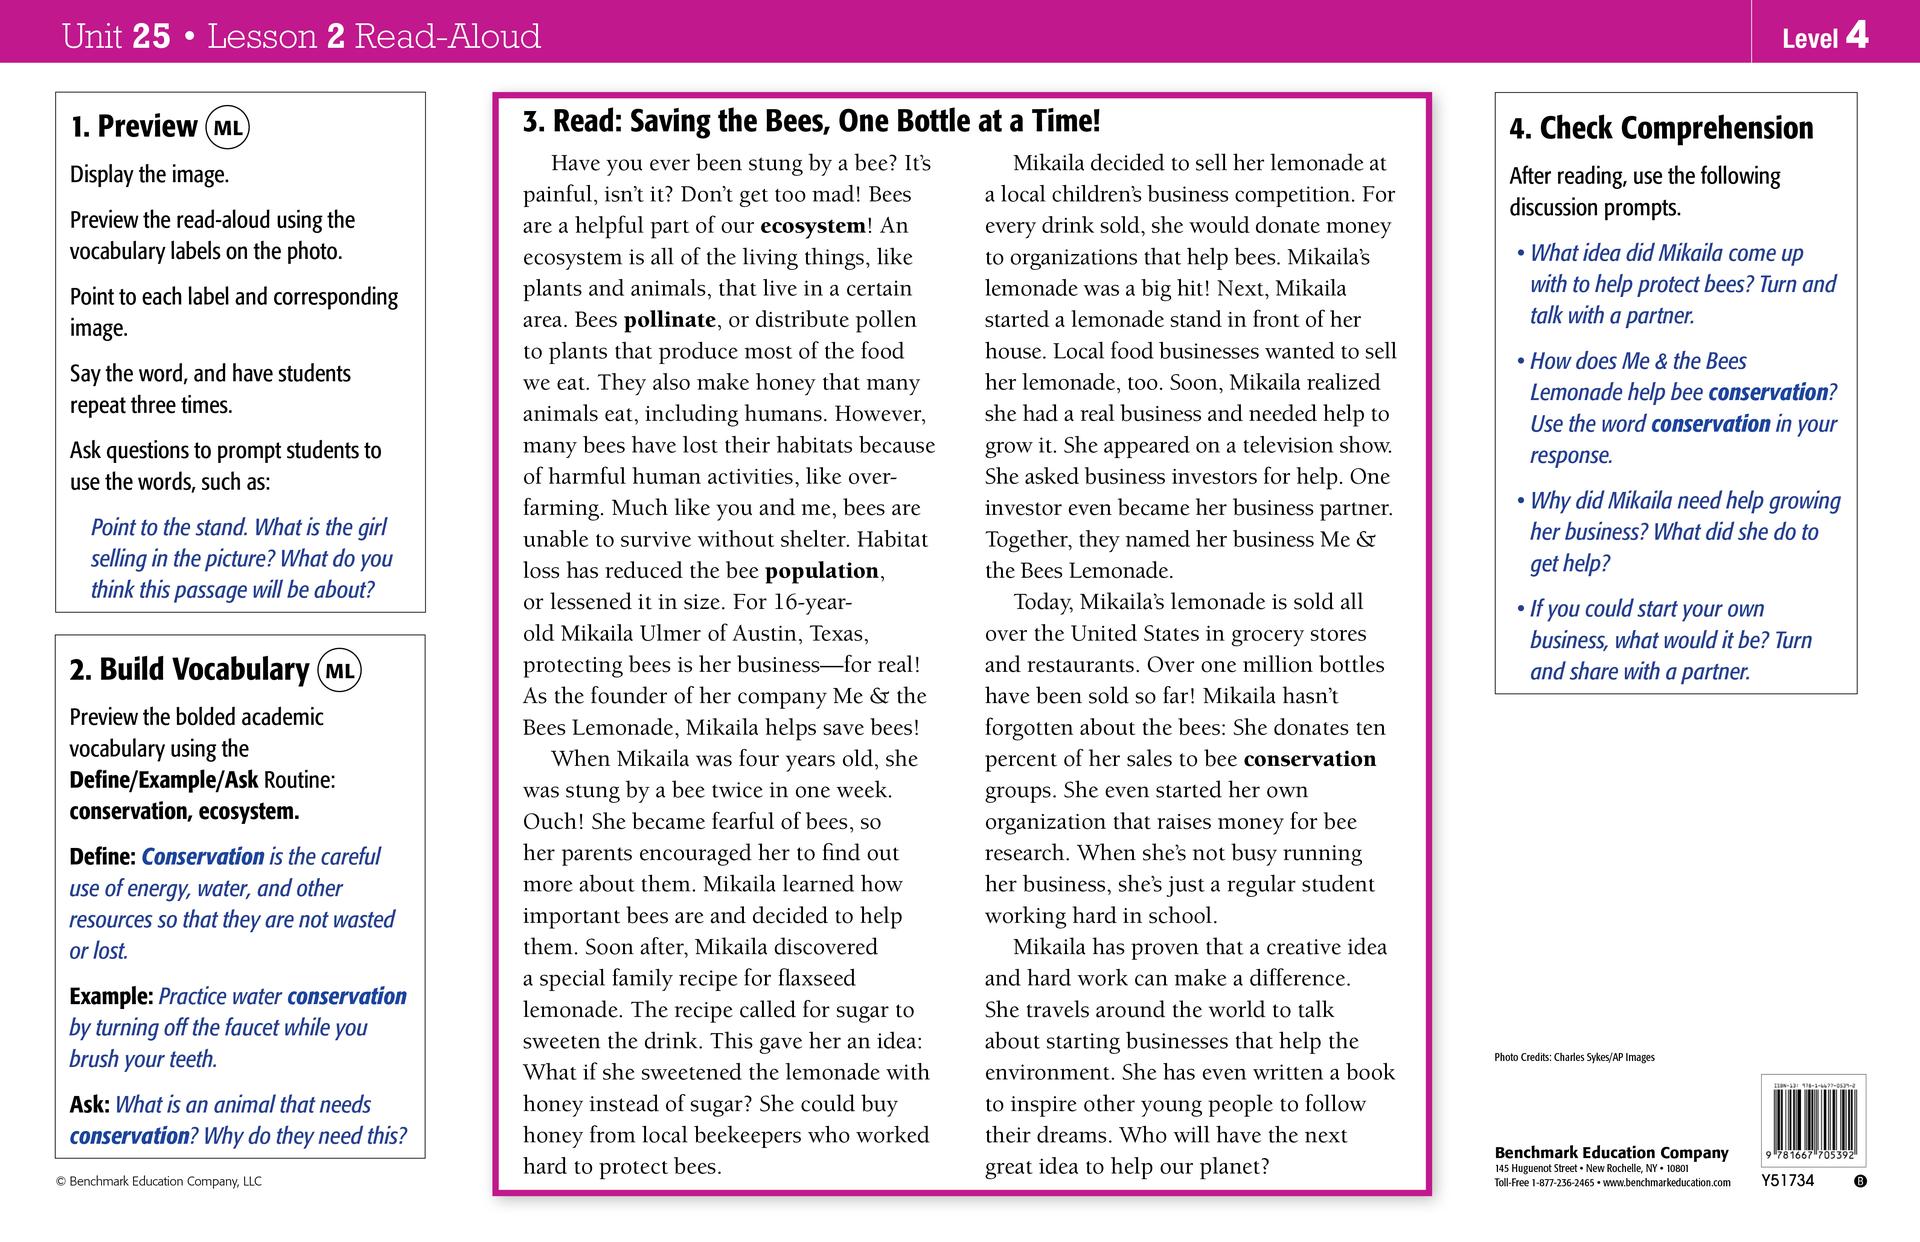 Unit 25 • Lesson 2 Read-Aloud
Level 4
1. Preview ML
Display the image.
Preview the read-aloud using the
vocabulary labels on the photo.
Point to each label and corresponding
image.
Say the word, and have students
repeat three times.
Ask questions to prompt students to
use the words, such as:
Point to the stand. What is the girl
selling in the picture? What do you
think this passage will be about?
2. Build Vocabulary ML
Preview the bolded academic
vocabulary using the
Define/Example/Ask Routine:
conservation, ecosystem.
Define: Conservation is the careful
use of energy, water, and other
resources so that they are not wasted
or lost.
Example: Practice water conservation
by turning off the faucet while you
brush your teeth.
Ask: What is an animal that needs
conservation? Why do they need this?
© Benchmark Education Company, LLC
3. Read: Saving the Bees, One Bottle at a Time!
Have you ever been stung by a bee? It’s
painful, isn’t it? Don’t get too mad! Bees
are a helpful part of our ecosystem! An
ecosystem is all of the living things, like
plants and animals, that live in a certain
area. Bees pollinate, or distribute pollen
to plants that produce most of the food
we eat. They also make honey that many
animals eat, including humans. However,
many bees have lost their habitats because
of harmful human activities, like over-
farming. Much like you and me, bees are
unable to survive without shelter. Habitat
loss has reduced the bee population,
or lessened it in size. For 16-year-
old Mikaila Ulmer of Austin, Texas,
protecting bees is her business—for real!
As the founder of her company Me & the
Bees Lemonade, Mikaila helps save bees!
When Mikaila was four years old, she
was stung by a bee twice in one week.
Ouch! She became fearful of bees, so
her parents encouraged her to find out
more about them. Mikaila learned how
important bees are and decided to help
them. Soon after, Mikaila discovered
a special family recipe for flaxseed
lemonade. The recipe called for sugar to
sweeten the drink. This gave her an idea:
What if she sweetened the lemonade with
honey instead of sugar? She could buy
honey from local beekeepers who worked
hard to protect bees.
Mikaila decided to sell her lemonade at
a local children’s business competition. For
every drink sold, she would donate money
to organizations that help bees. Mikaila’s
lemonade was a big hit! Next, Mikaila
started a lemonade stand in front of her
house. Local food businesses wanted to sell
her lemonade, too. Soon, Mikaila realized
she had a real business and needed help to
grow it. She appeared on a television show.
She asked business investors for help. One
investor even became her business partner.
Together, they named her business Me &
the Bees Lemonade.
Today, Mikaila’s lemonade is sold all
over the United States in grocery stores
and restaurants. Over one million bottles
have been sold so far! Mikaila hasn’t
forgotten about the bees: She donates ten
percent of her sales to bee conservation
groups. She even started her own
organization that raises money for bee
research. When she’s not busy running
her business, she’s just a regular student
working hard in school.
Mikaila has proven that a creative idea
and hard work can make a difference.
She travels around the world to talk
about starting businesses that help the
environment. She has even written a book
to inspire other young people to follow
their dreams. Who will have the next
great idea to help our planet?
4. Check Comprehension
After reading, use the following
discussion prompts.
• What idea did Mikaila come up
with to help protect bees? Turn and
talk with a partner.
• How does Me & the Bees
Lemonade help bee conservation?
Use the word conservation in your
response.
• Why did Mikaila need help growing
her business? What did she do to
get help?
• If you could start your own
business, what would it be? Turn
and share with a partner.
Photo Credits: Charles Sykes/AP Images
Benchmark Education Company
145 Huguenot Street • New Rochelle, NY • 10801
Toll-Free 1-877-236-2465 • www.benchmarkeducation.com
ISBN-13: 978-1-6677-0539-2
9 781667 705392
Y51734
B